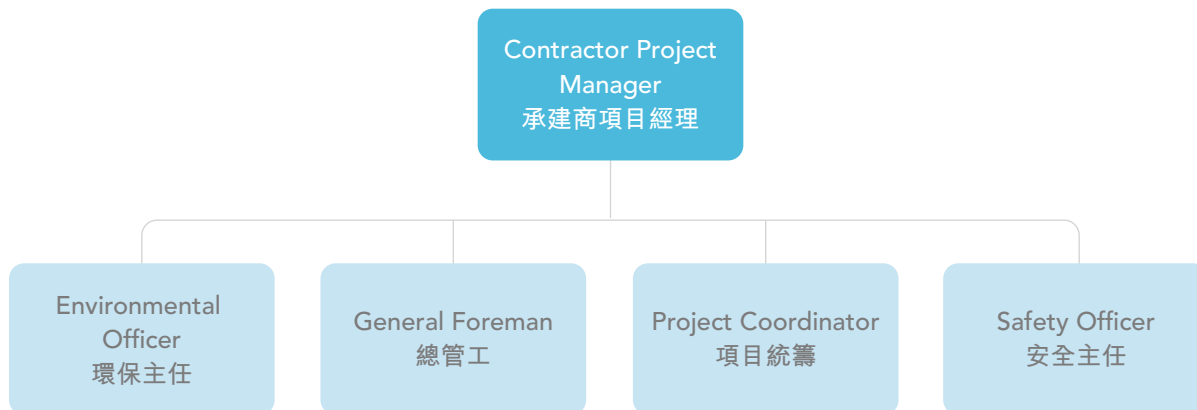 Contractor Project
Manager
承建商項目經理
Environmental
Officer
環保主任
General Foreman
總管工
Project Coordinator
項目統籌
Safety Officer
安全主任